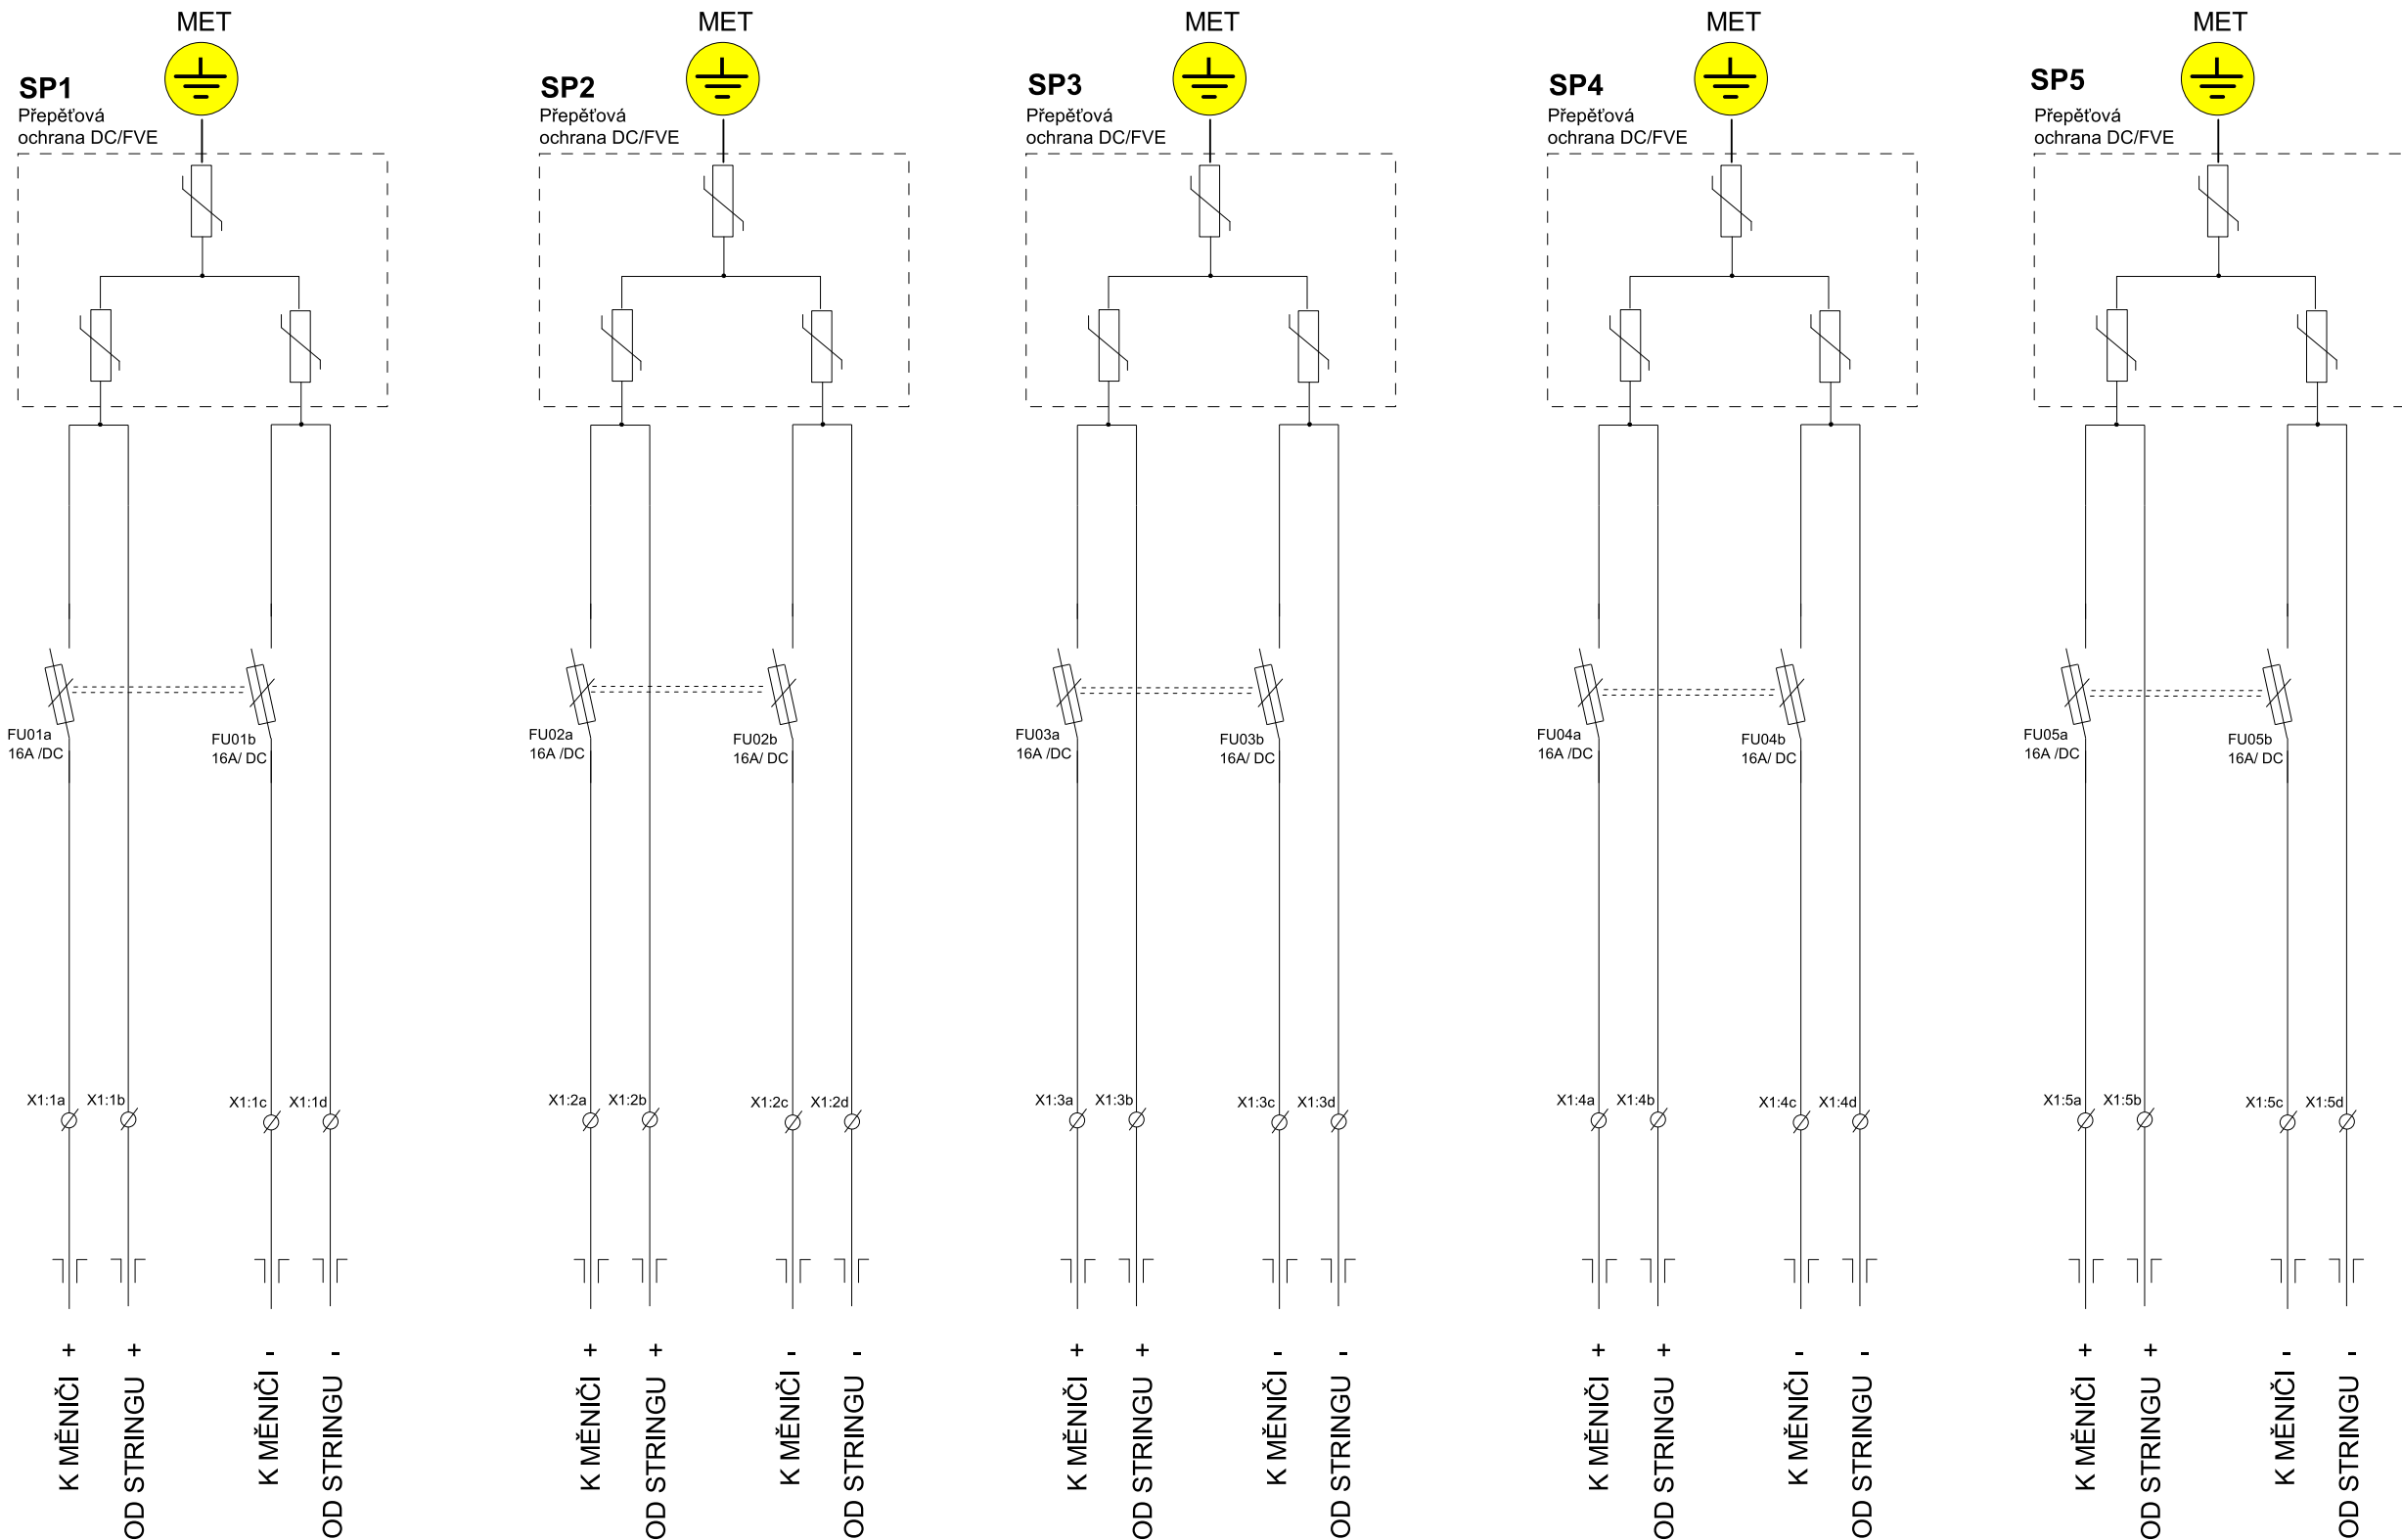 MET
SP1
Přepěťová
ochrana DC/FVE
FU01a
16A /DC
FU01b
16A/ DC
X1:1a
X1:1b
X1:1c
X1:1d
K MĚNIČI +
OD STRINGU +
K MĚNIČI -
OD STRINGU -
MET
SP2
Přepěťová
ochrana DC/FVE
FU02a
16A /DC
FU02b
16A/ DC
X1:2a
X1:2b
X1:2c
X1:2d
K MĚNIČI +
OD STRINGU +
K MĚNIČI -
OD STRINGU -
MET
SP3
Přepěťová
ochrana DC/FVE
FU03a
16A /DC
FU03b
16A/ DC
X1:3a
X1:3b
X1:3c
X1:3d
K MĚNIČI +
OD STRINGU +
K MĚNIČI -
OD STRINGU -
MET
SP4
Přepěťová
ochrana DC/FVE
FU04a
16A /DC
FU04b
16A/ DC
X1:4a
X1:4b
X1:4c
X1:4d
K MĚNIČI +
OD STRINGU +
K MĚNIČI -
OD STRINGU -
MET
SP5
Přepěťová
ochrana DC/FVE
FU05a
16A /DC
FU05b
16A/ DC
X1:5a
X1:5b
X1:5c
X1:5d
K MĚNIČI +
OD STRINGU +
K MĚNIČI -
OD STRINGU -